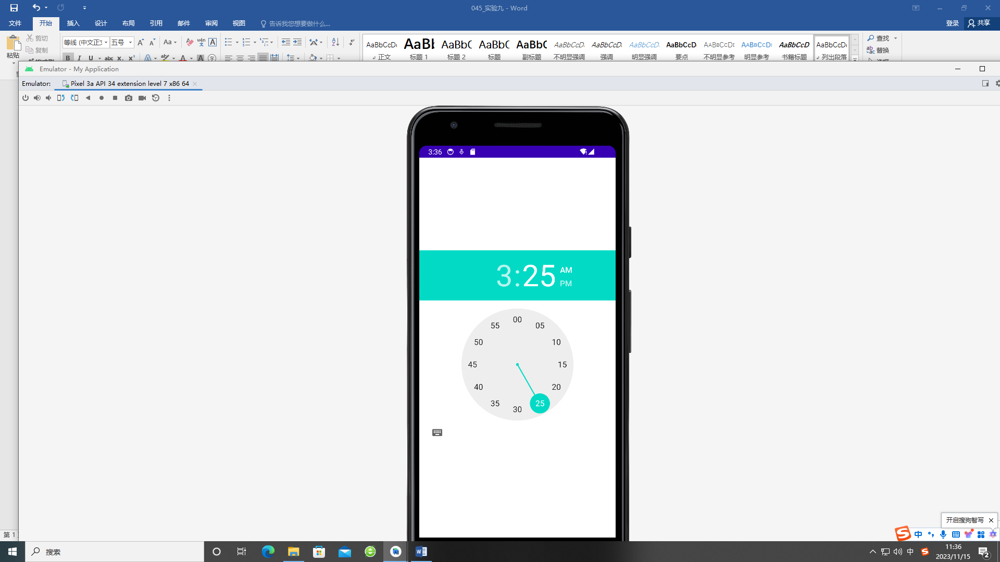 045_实验九 - Word
文件 开始 插入 设计 布局 引用 邮件 审阅 视图 告诉我您想要做什么... 登录 共享
剪切
复制
粘贴
等线 (中文正文 五号
AaBbCcDd AaBb AaBbC AaBbC AaBbC AaBbCcD AaBbCcD AaBbCcD AaBbCcD AaBbCcDd AaBbCcDd AaBbCcD AaBbCcDd
正文 标题 1 标题 2 标题 副标题 不明显强调 强调 明显强调 要点 不明显参考 明显参考 书籍标题 列出段落
查找
替换
Emulator - My Application
Emulator: Pixel 3a API 34 extension level 7 x86 64
3:36
3:25 AM
PM
00
55 05
50 10
45 15
40 20
35 25
30
开启搜狗智写
第 1
中
搜索
中
11:36
2023/11/15
2